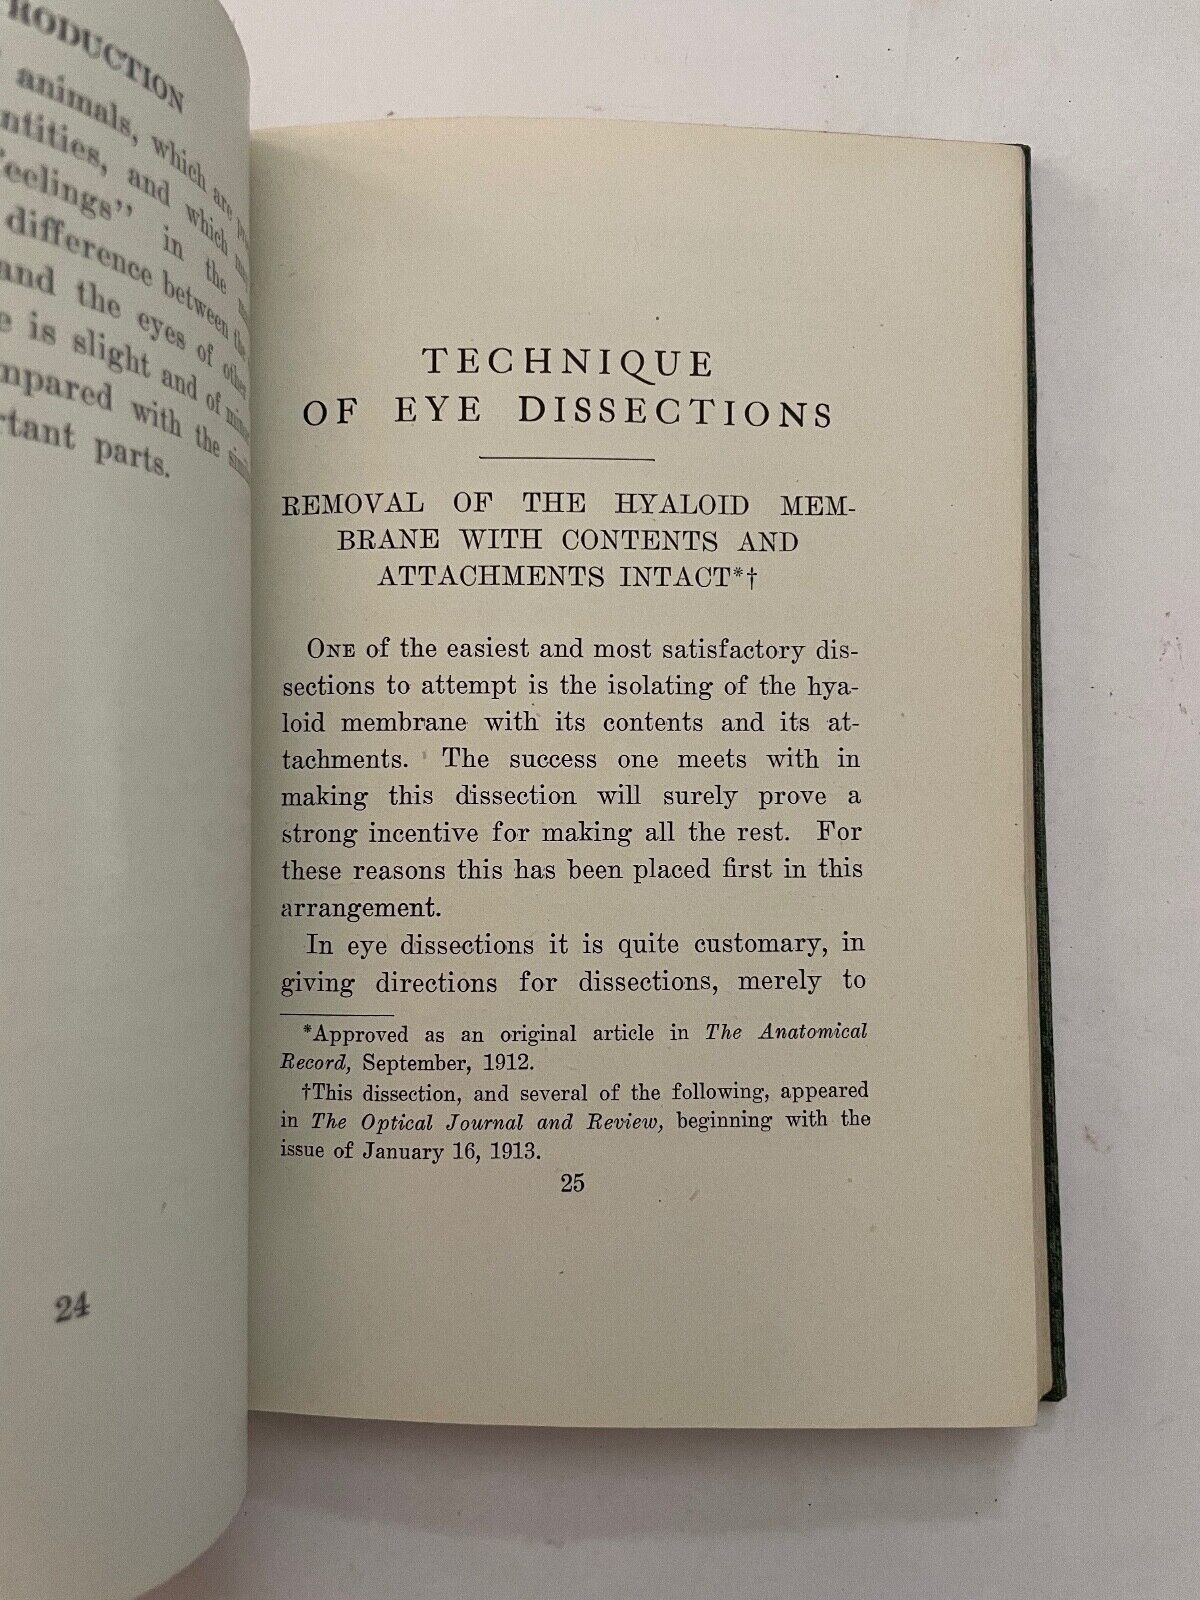 RODUCTION
animals, which are
ntities, and which may
feelings" in the
difference between the
and the eyes of other
e is slight and of minor
mpared with the
rtant parts.
24
TECHNIQUE
OF EYE DISSECTIONS
REMOVAL OF THE HYALOID MEM-
BRANE WITH CONTENTS AND
ATTACHMENTS INTACT*†
ONE of the easiest and most satisfactory dis-
sections to attempt is the isolating of the hya-
loid membrane with its contents and its at-
tachments. The success one meets with in
making this dissection will surely prove a
strong incentive for making all the rest. For
these reasons this has been placed first in this
arrangement.
In eye dissections it is quite customary, in
giving directions for dissections, merely to
*Approved as an original article in The Anatomical
Record, September, 1912.
†This dissection, and several of the following, appeared
in The Optical Journal and Review, beginning with the
issue of January 16, 1913.
25